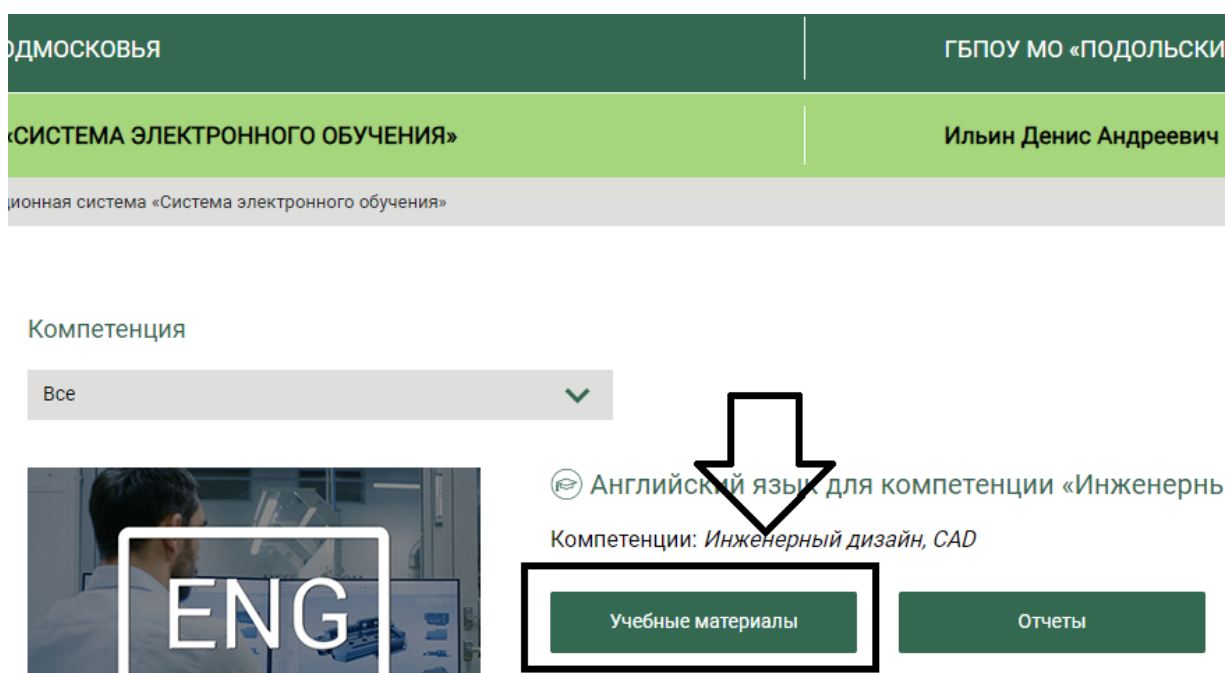 ОДМОСКОВЬЯ
ГБПОУ МО «ПОДОЛЬСКИ
«СИСТЕМА ЭЛЕКТРОННОГО ОБУЧЕНИЯ»
Ильин Денис Андреевич
ционная система «Система электронного обучения»
Компетенция
Все
ENG
Английский язык для компетенции «Инженерны
Компетенции: Инженерный дизайн, CAD
Учебные материалы
Отчеты